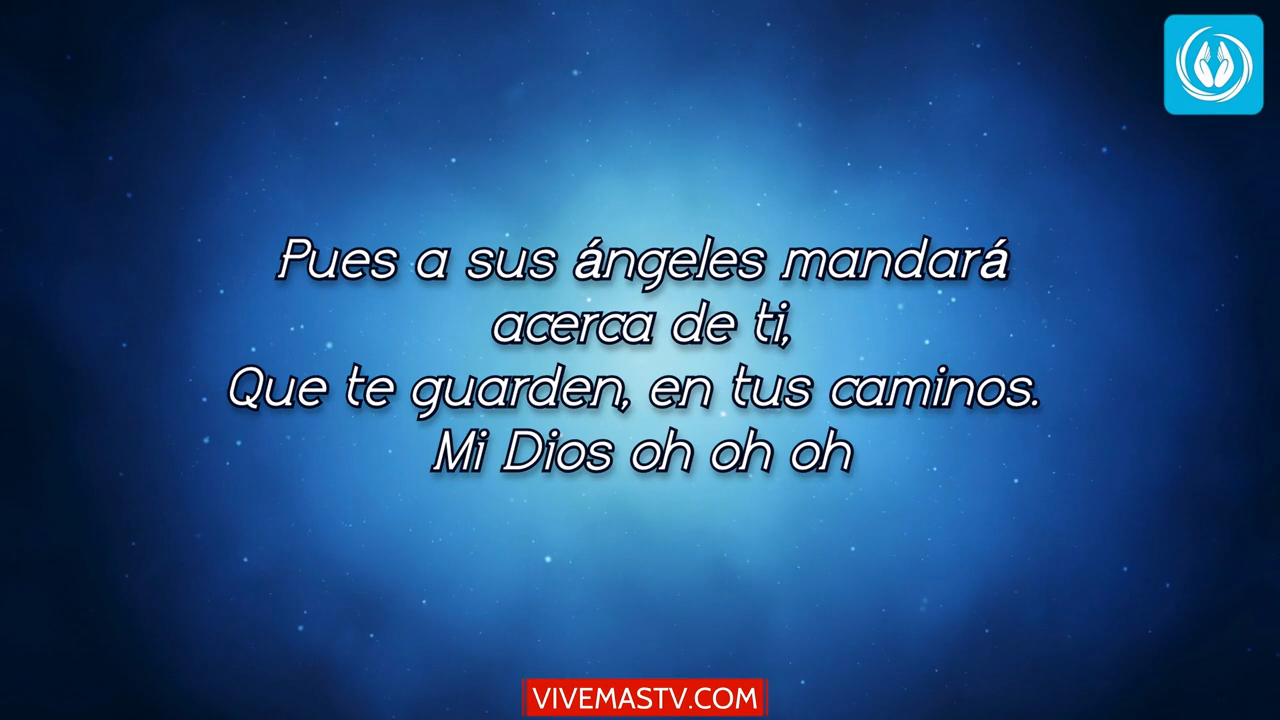 Pues a sus ángeles mandará
acerca de ti,
Que te guarden, en tus caminos.
Mi Dios oh oh oh
VIVEMASTV.COM